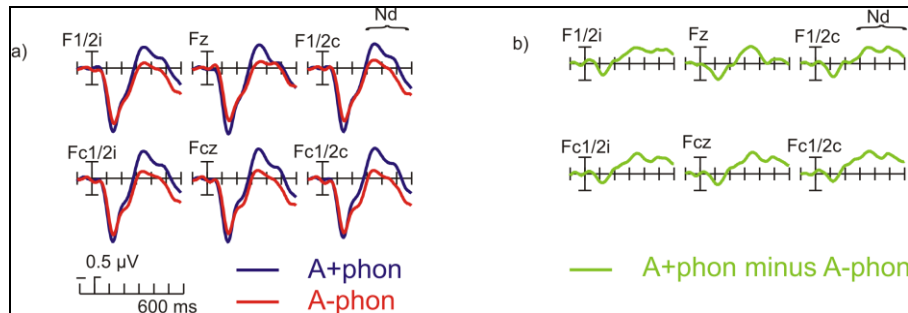 a)
Nd
F1/2i
Fz
F1/2c
Fc1/2i
Fcz
Fc1/2c
0.5 µV
600 ms
A+phon
A-phon
b)
Nd
F1/2i
Fz
F1/2c
Fc1/2i
Fcz
Fc1/2c
A+phon minus A-phon